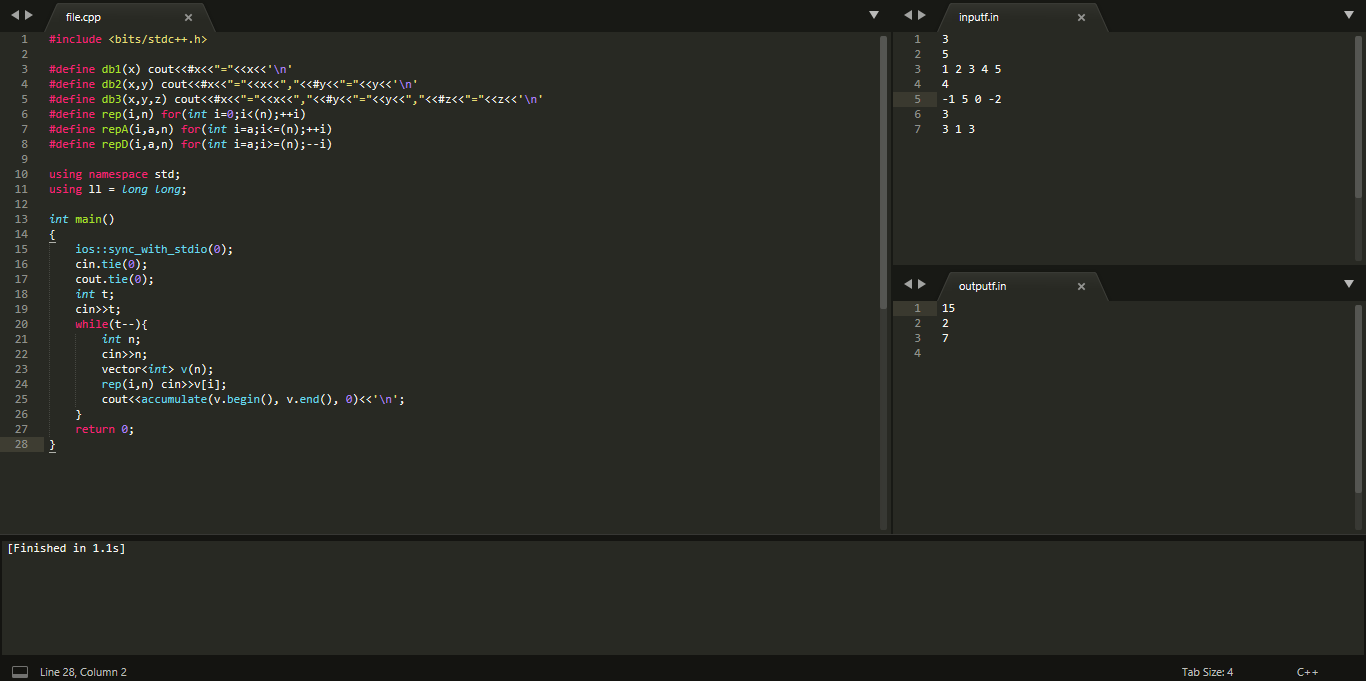 file.cpp
1 #include <bits/stdc++.h>
2
3 #define db1(x) cout<<#x<<"="<<x<<'\n'
4 #define db2(x,y) cout<<#x<<"="<<x<<","<<#y<<"="<<y<<'\n'
5 #define db3(x,y,z) cout<<#x<<"="<<x<<","<<#y<<"="<<y<<","<<#z<<"="<<z<<'\n'
6 #define rep(i,n) for(int i=0;i<(n);++i)
7 #define repA(i,a,n) for(int i=a;i<=(n);++i)
8 #define repD(i,a,n) for(int i=a;i>=(n);--i)
9
10 using namespace std;
11 using ll = long long;
12
13 int main()
14 {
15     ios::sync_with_stdio(0);
16     cin.tie(0);
17     cout.tie(0);
18     int t;
19     cin>>t;
20     while(t--){
21         int n;
22         cin>>n;
23         vector<int> v(n);
24         rep(i,n) cin>>v[i];
25         cout<<accumulate(v.begin(), v.end(), 0)<<'\n';
26     }
27     return 0;
28 }
inputf.in
1 3
2 5
3 1 2 3 4 5
4 4
5 -1 5 0 -2
6 3
7 3 1 3
outputf.in
1 15
2 2
3 7
4
[Finished in 1.1s]
Line 28, Column 2
Tab Size: 4
C++